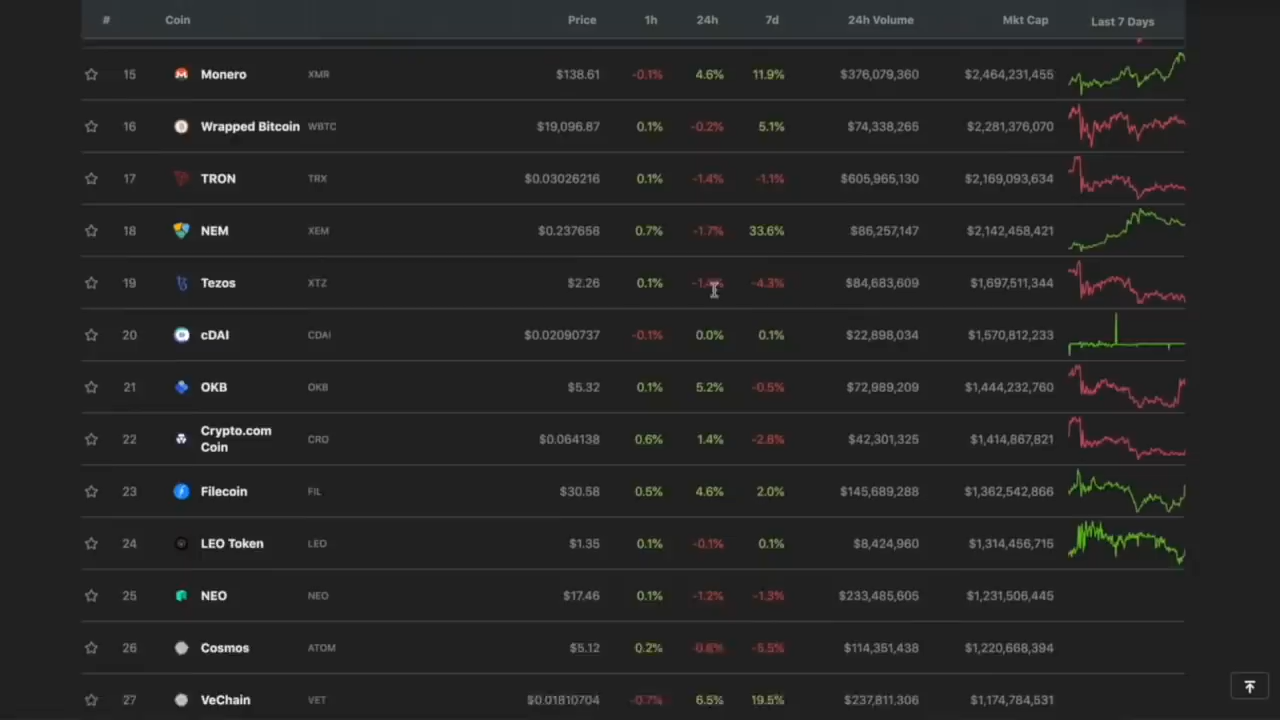 # Coin Price 1h 24h 7d 24h Volume Mkt Cap Last 7 Days
15 Monero XMR $138.61 -0.1% 4.6% 11.9% $376,079,360 $2,464,231,455
16 Wrapped Bitcoin WBTC $19,096.87 0.1% -0.2% 5.1% $74,338,265 $2,281,376,070
17 TRON TRX $0.03026216 0.1% -1.4% -1.1% $605,965,130 $2,169,093,634
18 NEM XEM $0.237656 0.7% -1.7% 33.6% $86,257,147 $2,142,458,421
19 Tezos XTZ $2.26 0.1% -4.3% $84,683,609 $1,697,511,344
20 cDAI CDAI $0.02090737 -0.1% 0.0% 0.1% $22,898,034 $1,570,812,233
21 OKB OKB $5.32 0.1% 5.2% -0.5% $72,989,209 $1,444,232,760
22 Crypto.com Coin CRO $0.064138 0.6% 1.4% -2.8% $42,301,325 $1,414,867,821
23 Filecoin FIL $30.58 0.5% 4.6% 2.0% $145,689,288 $1,362,542,866
24 LEO Token LEO $1.35 0.1% -0.1% 0.1% $8,424,960 $1,314,456,715
25 NEO NEO $17.46 0.1% -1.2% -1.3% $233,485,605 $1,231,506,445
26 Cosmos ATOM $5.12 0.2% -0.6% -5.5% $114,351,438 $1,220,668,394
27 VeChain VET $0.01810704 -0.7% 6.5% 19.5% $237,811,306 $1,174,784,531